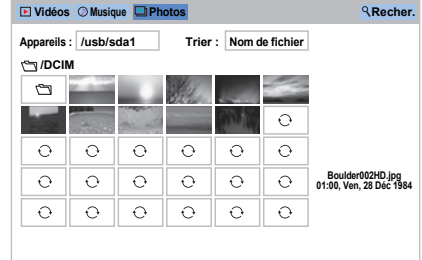 Vidéos Musique Photos Recher.
Appareils : /usb/sda1 Trier : Nom de fichier
/DCIM
Boulder002HD.jpg
01:00, Ven, 28 Déc 1984